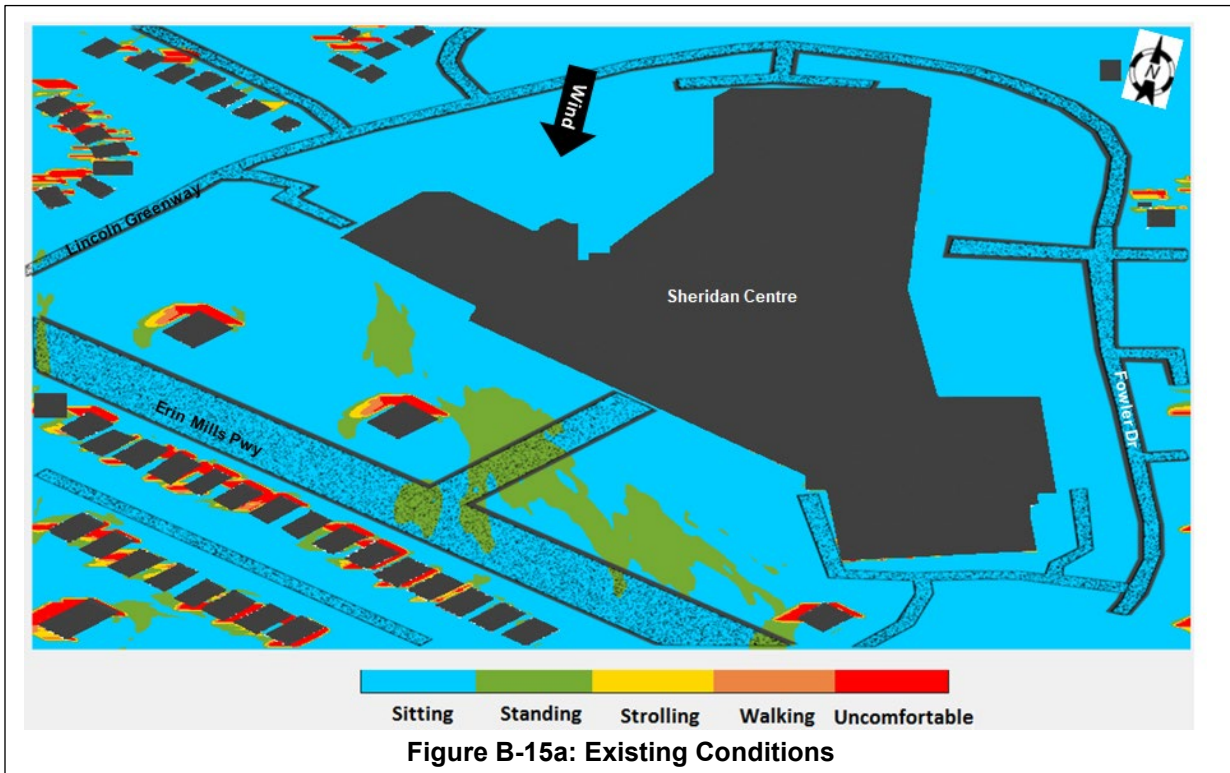 N
Wind
Lincoln Greenway
Sheridan Centre
Fowler Dr
Erin Mills Pwy
Sitting Standing Strolling Walking Uncomfortable
Figure B-15a: Existing Conditions